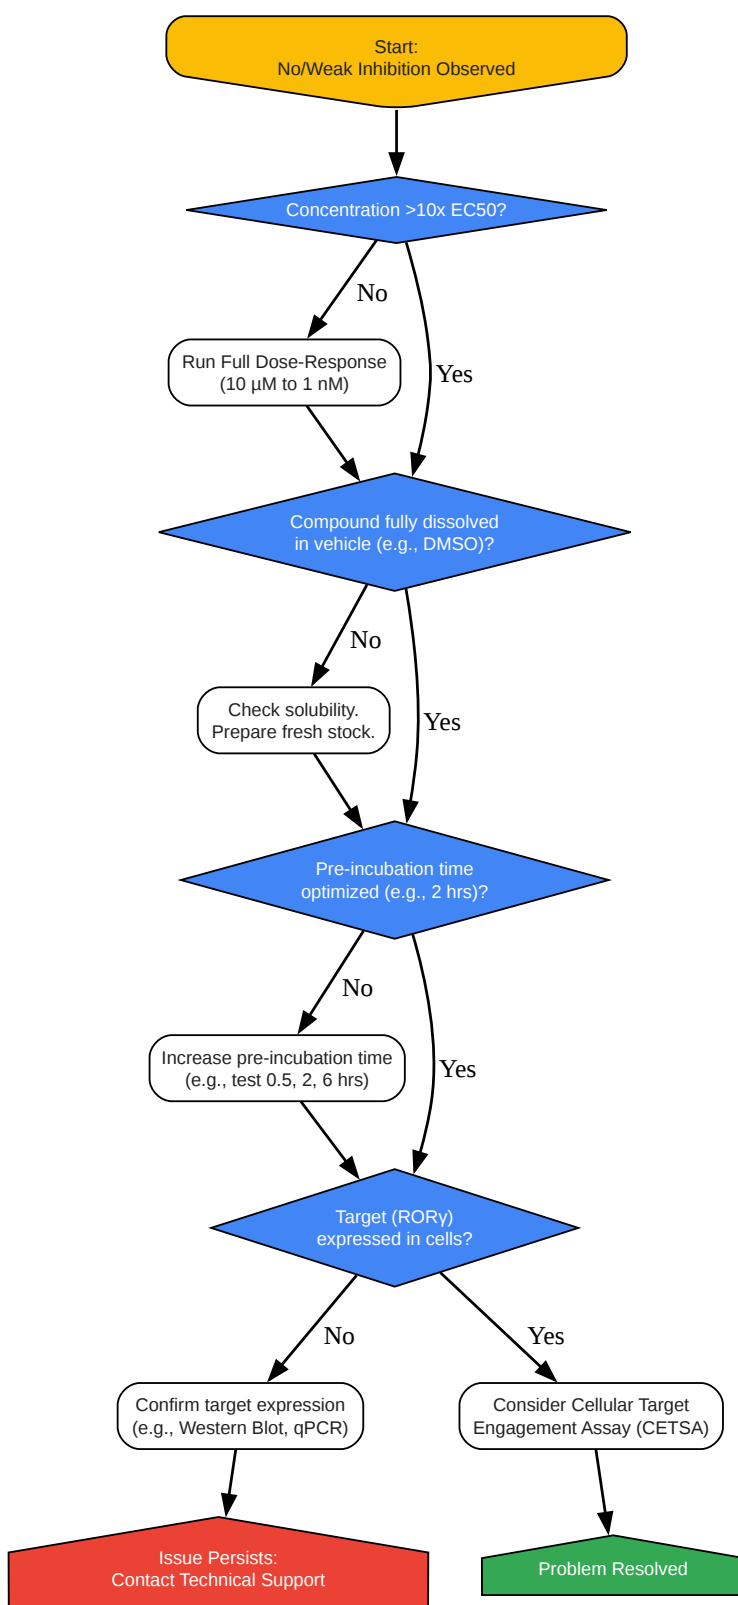 Start:
No/Weak Inhibition Observed
Concentration >10x EC50?
No
Run Full Dose-Response
(10 µM to 1 nM)
Yes
Compound fully dissolved
in vehicle (e.g., DMSO)?
No
Check solubility.
Prepare fresh stock.
Yes
Pre-incubation time
optimized (e.g., 2 hrs)?
No
Increase pre-incubation time
(e.g., test 0.5, 2, 6 hrs)
Yes
Target (RORγ)
expressed in cells?
No
Yes
Confirm target expression
(e.g., Western Blot, qPCR)
Consider Cellular Target
Engagement Assay (CETSA)
Issue Persists:
Contact Technical Support
Problem Resolved